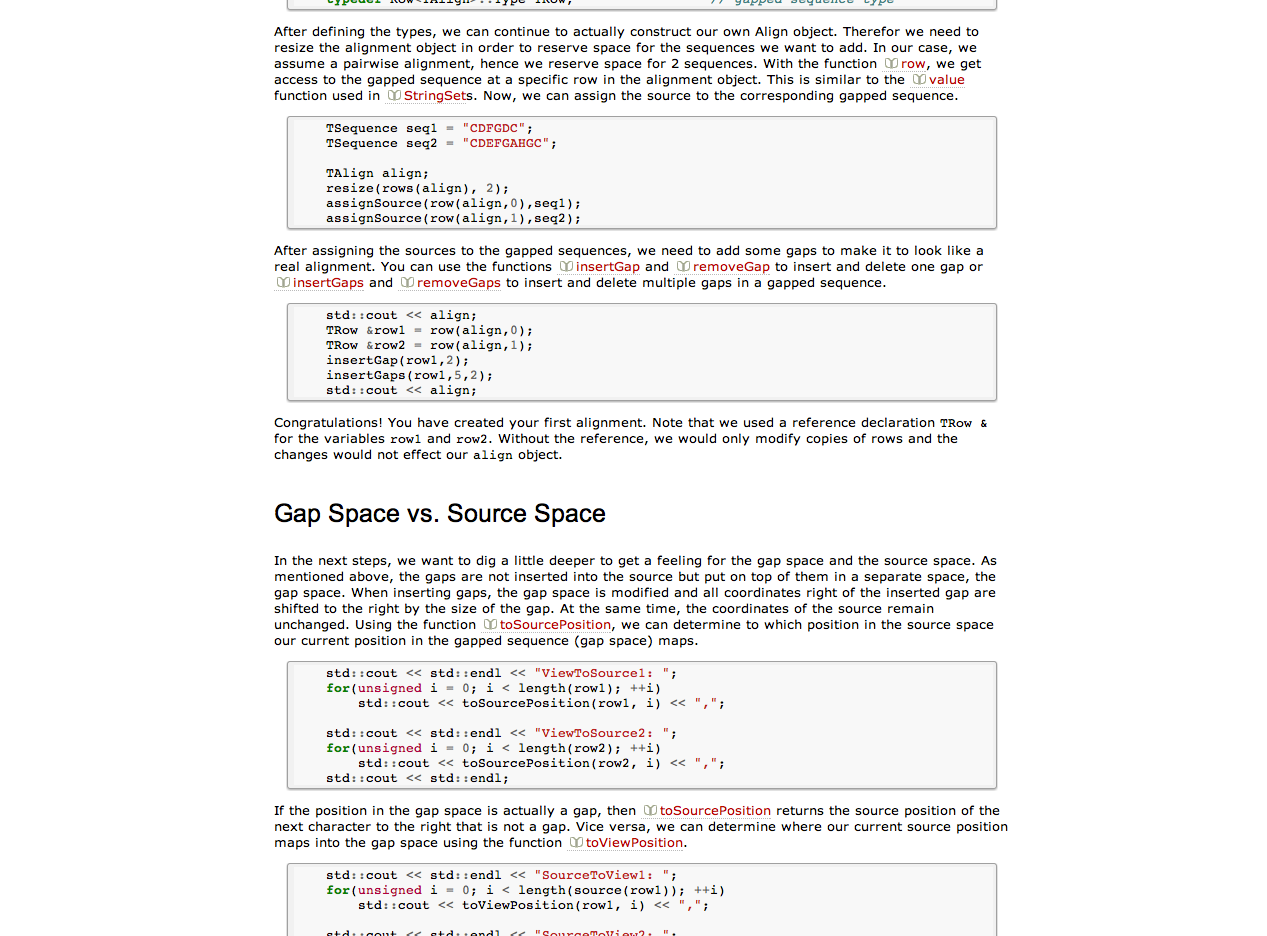 typedef Row<TAlign>::Type TRow; // gapped sequence type
After defining the types, we can continue to actually construct our own Align object. Therefor we need to
resize the alignment object in order to reserve space for the sequences we want to add. In our case, we
assume a pairwise alignment, hence we reserve space for 2 sequences. With the function row, we get
access to the gapped sequence at a specific row in the alignment object. This is similar to the value
function used in StringSets. Now, we can assign the source to the corresponding gapped sequence.
TSequence seq1 = "CDFGDC";
TSequence seq2 = "CDEFGAHGC";
TAlign align;
resize(rows(align), 2);
assignSource(row(align,0),seq1);
assignSource(row(align,1),seq2);
After assigning the sources to the gapped sequences, we need to add some gaps to make it to look like a
real alignment. You can use the functions insertGap and removeGap to insert and delete one gap or
insertGaps and removeGaps to insert and delete multiple gaps in a gapped sequence.
std::cout << align;
TRow &row1 = row(align,0);
TRow &row2 = row(align,1);
insertGap(row1,2);
insertGaps(row1,5,2);
std::cout << align;
Congratulations! You have created your first alignment. Note that we used a reference declaration TRow &
for the variables row1 and row2. Without the reference, we would only modify copies of rows and the
changes would not effect our align object.
Gap Space vs. Source Space
In the next steps, we want to dig a little deeper to get a feeling for the gap space and the source space. As
mentioned above, the gaps are not inserted into the source but put on top of them in a separate space, the
gap space. When inserting gaps, the gap space is modified and all coordinates right of the inserted gap are
shifted to the right by the size of the gap. At the same time, the coordinates of the source remain
unchanged. Using the function toSourcePosition, we can determine to which position in the source space
our current position in the gapped sequence (gap space) maps.
std::cout << std::endl << "ViewToSource1: ";
for(unsigned i = 0; i < length(row1); ++i)
std::cout << toSourcePosition(row1, i) << ",";
std::cout << std::endl << "ViewToSource2: ";
for(unsigned i = 0; i < length(row2); ++i)
std::cout << toSourcePosition(row2, i) << ",";
std::cout << std::endl;
If the position in the gap space is actually a gap, then toSourcePosition returns the source position of the
next character to the right that is not a gap. Vice versa, we can determine where our current source position
maps into the gap space using the function toViewPosition.
std::cout << std::endl << "SourceToView1: ";
for(unsigned i = 0; i < length(source(row1)); ++i)
std::cout << toViewPosition(row1, i) << ",";
std::cout << std::endl << "SourceToView2: ";